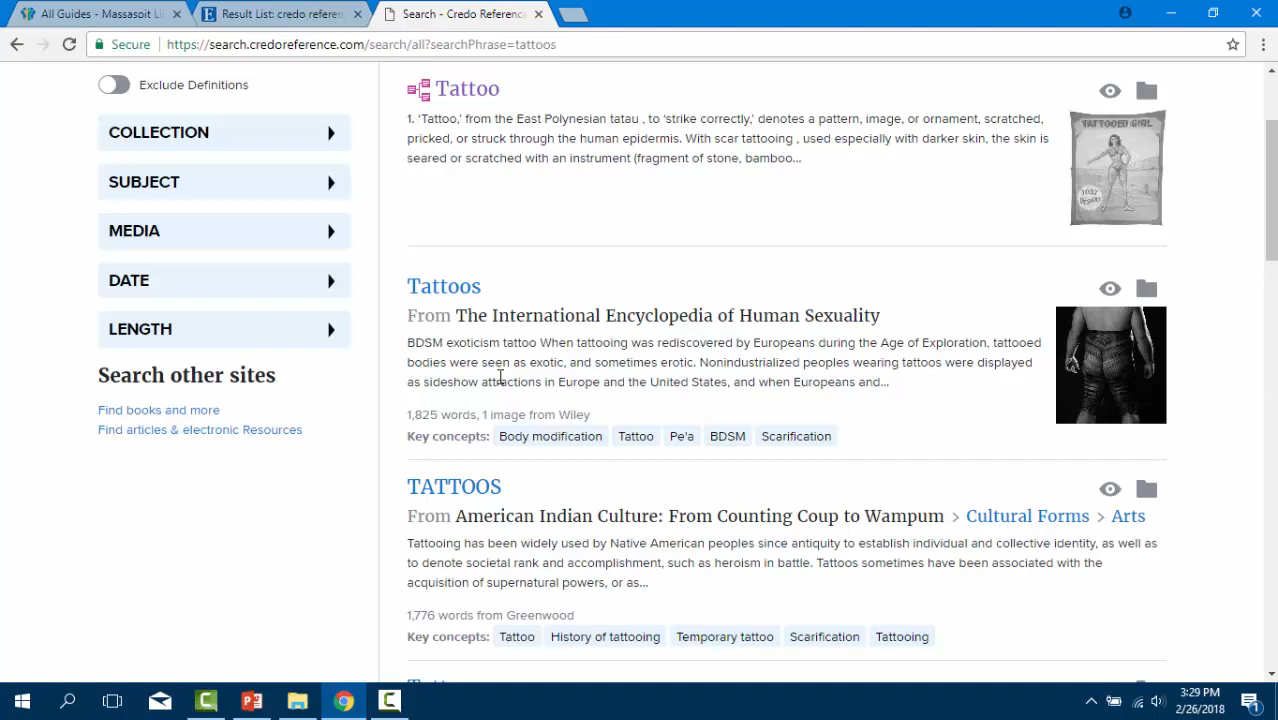 All Guides - Massasoit Li
Result List: credo referen
Search - Credo Reference
Secure
https://search.credoreference.com/search/all?searchPhrase=tattoos
Exclude Definitions
COLLECTION
SUBJECT
MEDIA
DATE
LENGTH
Search other sites
Find books and more
Find articles & electronic Resources
Tattoo
1. 'Tattoo,' from the East Polynesian tatau , to 'strike correctly,' denotes a pattern, image, or ornament, scratched,
pricked, or struck through the human epidermis. With scar tattooing , used especially with darker skin, the skin is
seared or scratched with an instrument (fragment of stone, bamboo...
TATTOOED GIRL
Tattoos
From The International Encyclopedia of Human Sexuality
BDSM exoticism tattoo When tattooing was rediscovered by Europeans during the Age of Exploration, tattooed
bodies were seen as exotic, and sometimes erotic. Nonindustrialized peoples wearing tattoos were displayed
as sideshow attractions in Europe and the United States, and when Europeans and...
1,825 words, 1 image from Wiley
Key concepts: Body modification Tattoo Pe'a BDSM Scarification
TATTOOS
From American Indian Culture: From Counting Coup to Wampum > Cultural Forms > Arts
Tattooing has been widely used by Native American peoples since antiquity to establish individual and collective identity, as well as
to denote societal rank and accomplishment, such as heroism in battle. Tattoos sometimes have been associated with the
acquisition of supernatural powers, or as...
1,776 words from Greenwood
Key concepts: Tattoo History of tattooing Temporary tattoo Scarification Tattooing
3:29 PM
2/26/2018